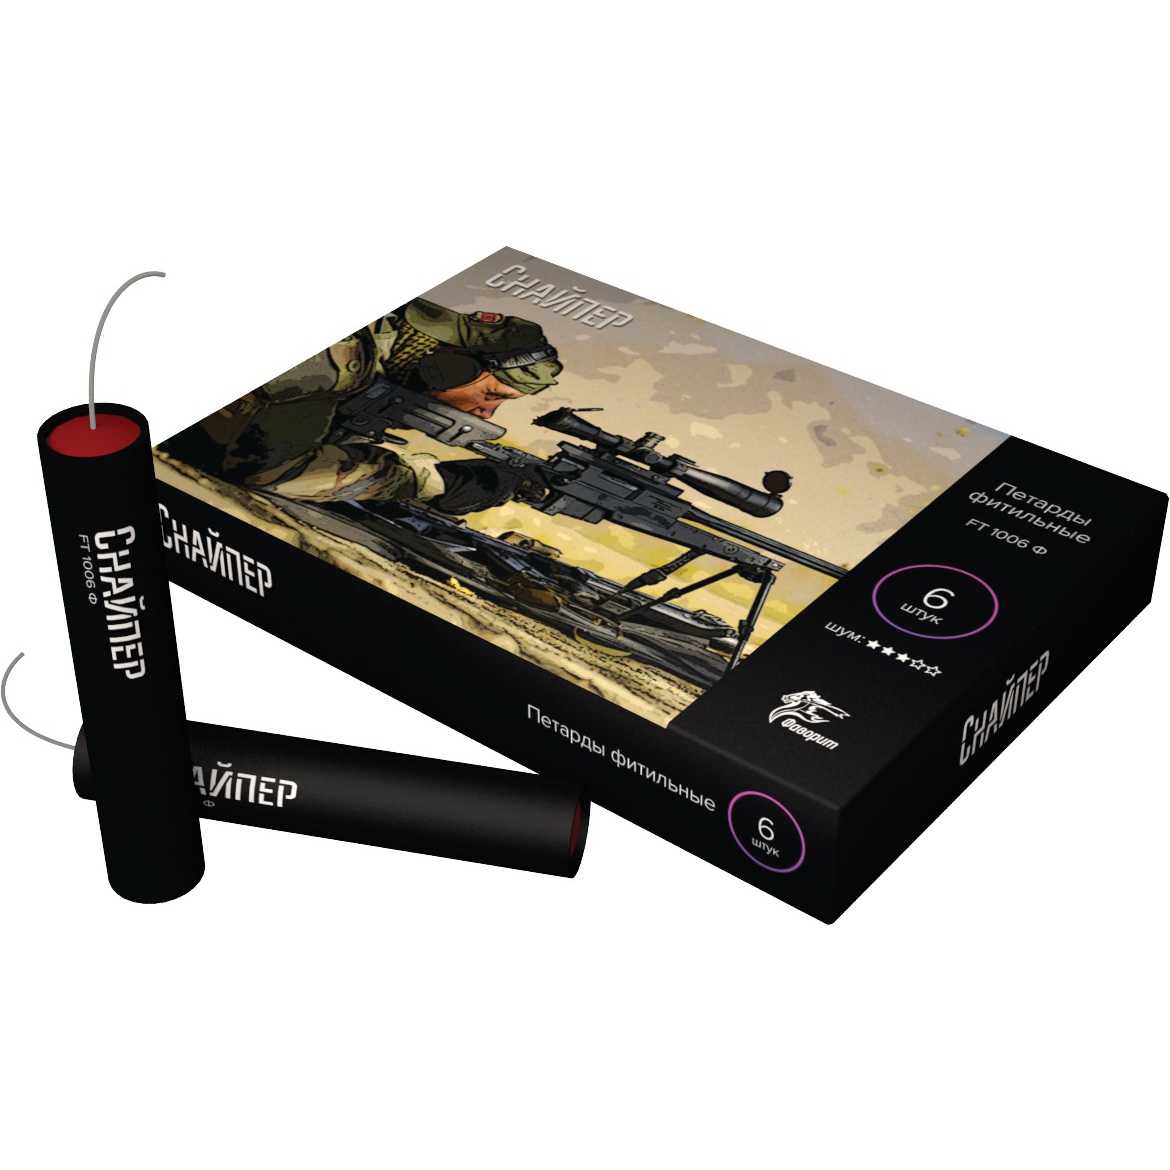 СНАЙПЕР
Петарды
фитильные
FT 1006 Ф
6
штук
шум:
Фаворит
СНАЙПЕР
Петарды фитильные
6
штук
СНАЙПЕР
СНАЙПЕР
FT 1006 Ф
АЙПЕР
Ф